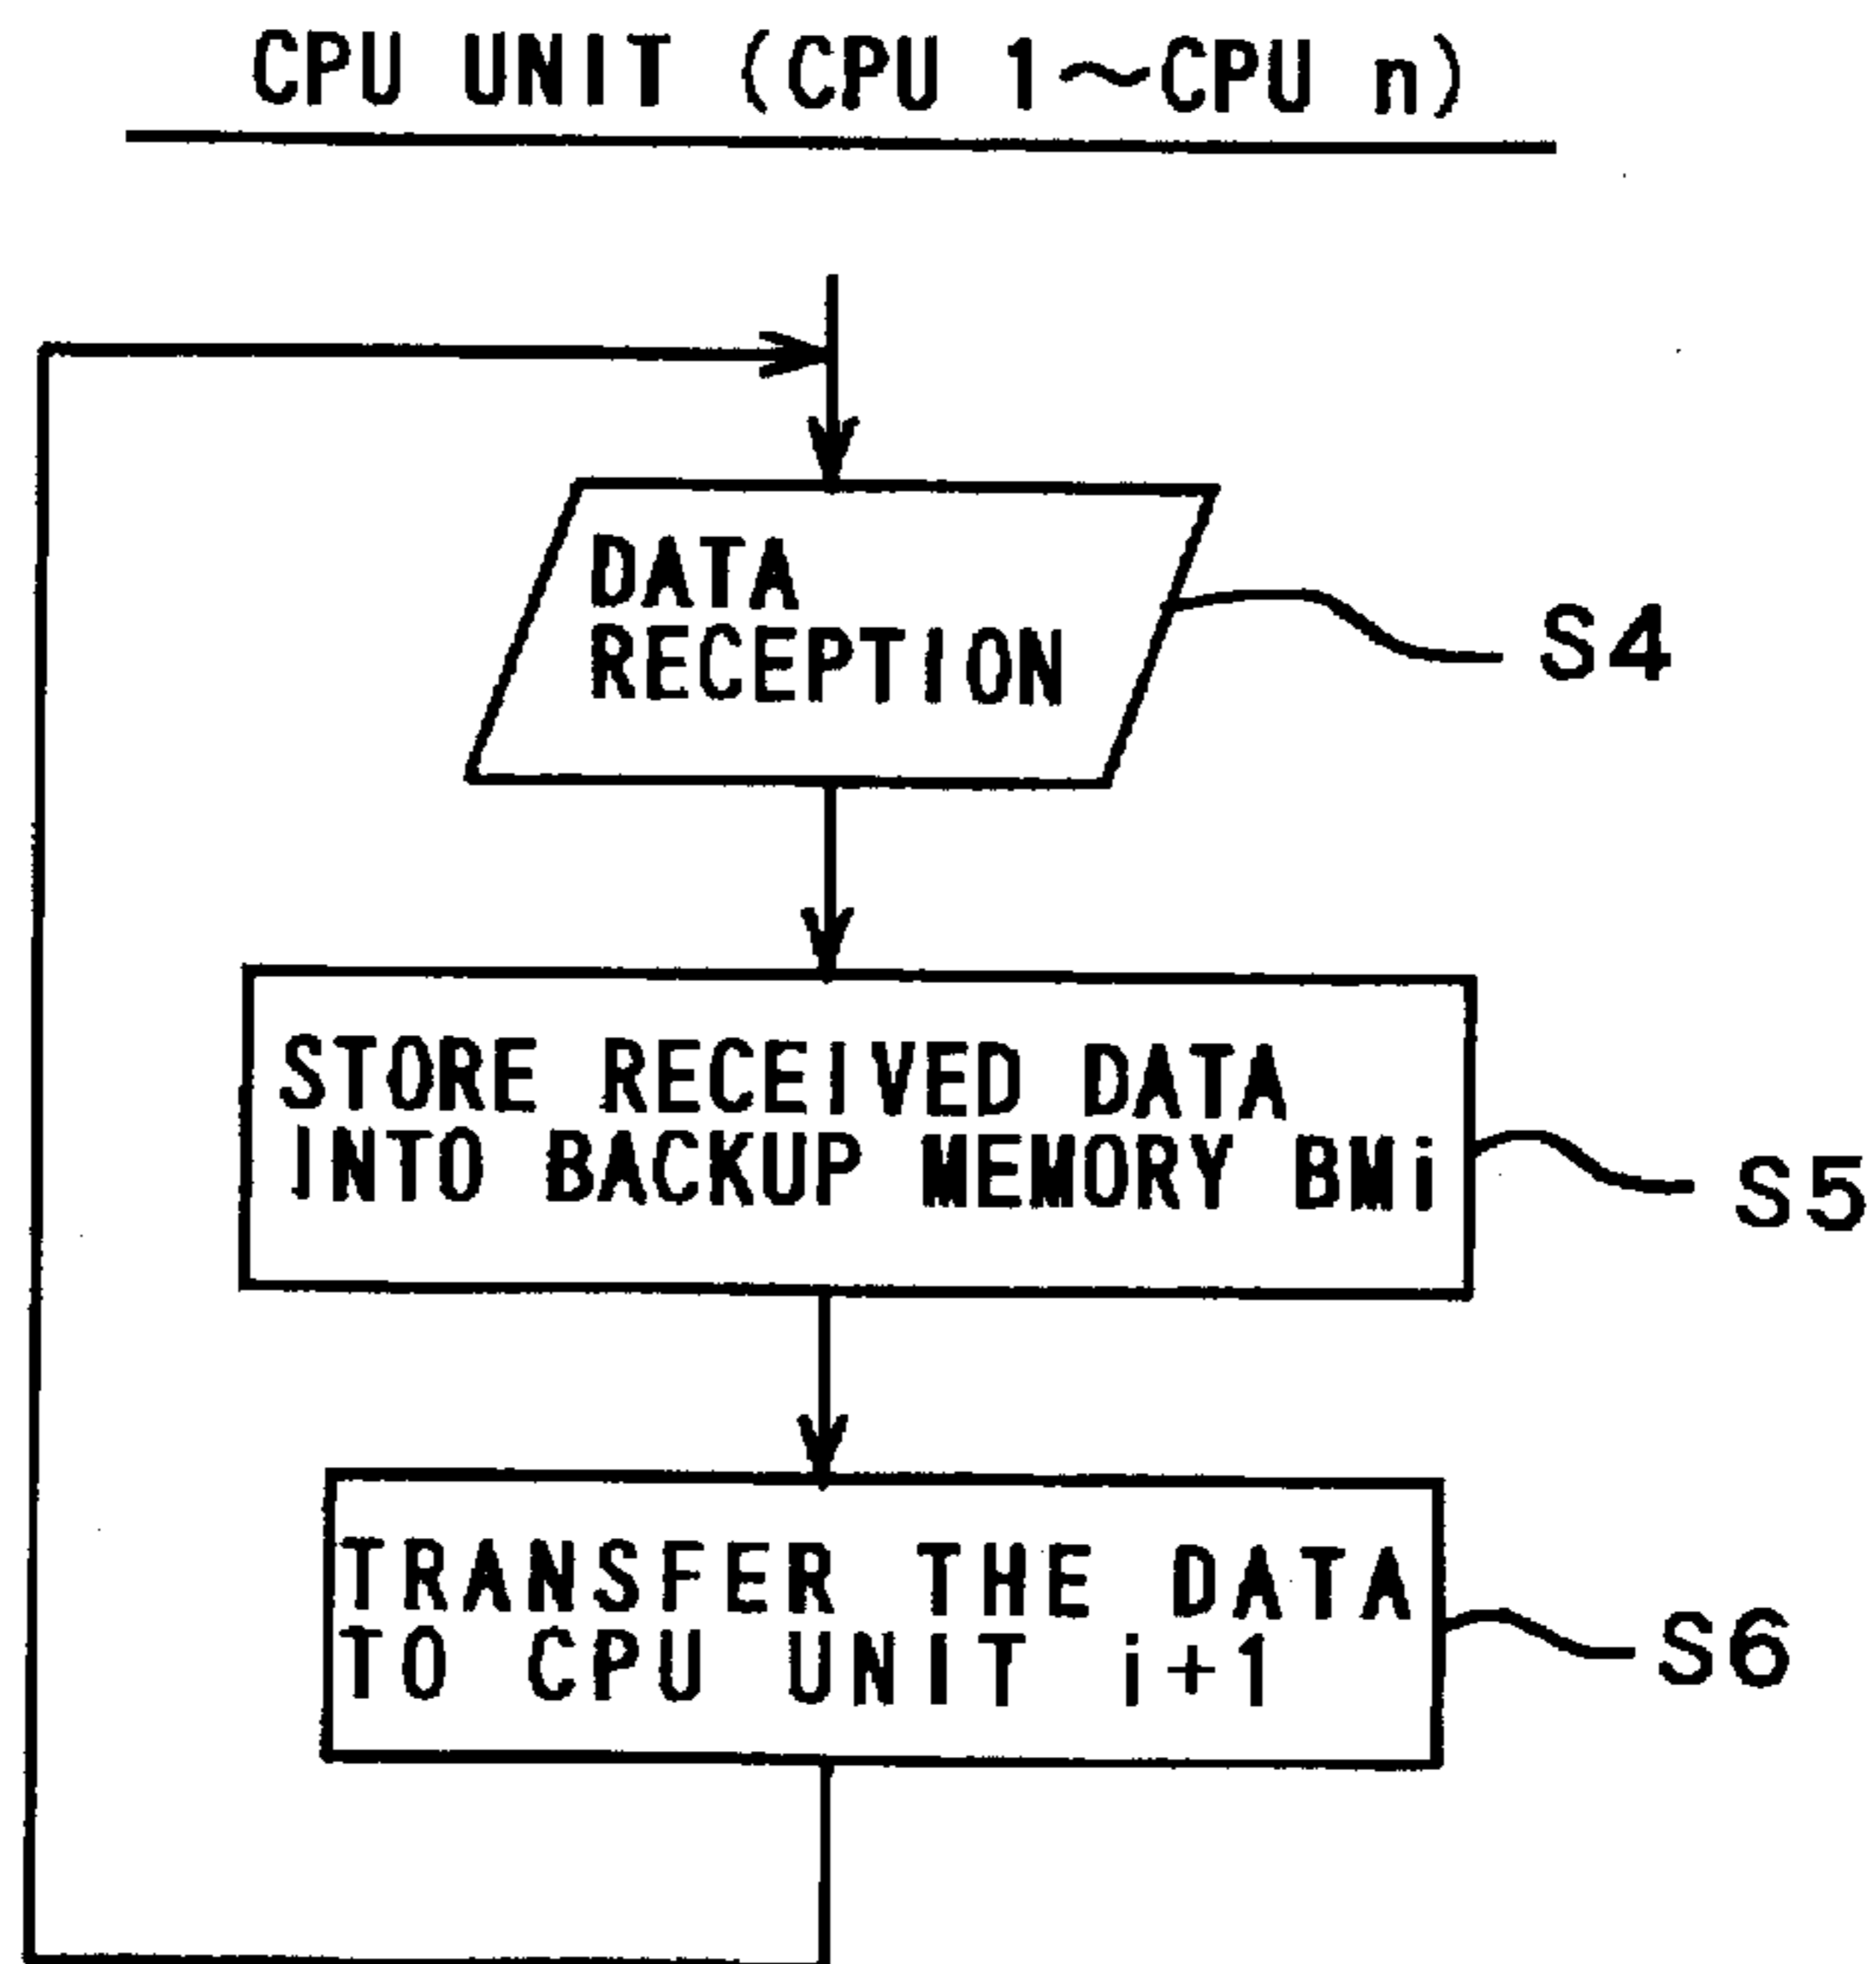 CPU UNIT (CPU 1~CPU n)
DATA
RECEPTION
S4
STORE RECEIVED DATA
INTO BACKUP MEMORY BMi
S5
TRANSFER THE DATA
TO CPU UNIT i+1
S6